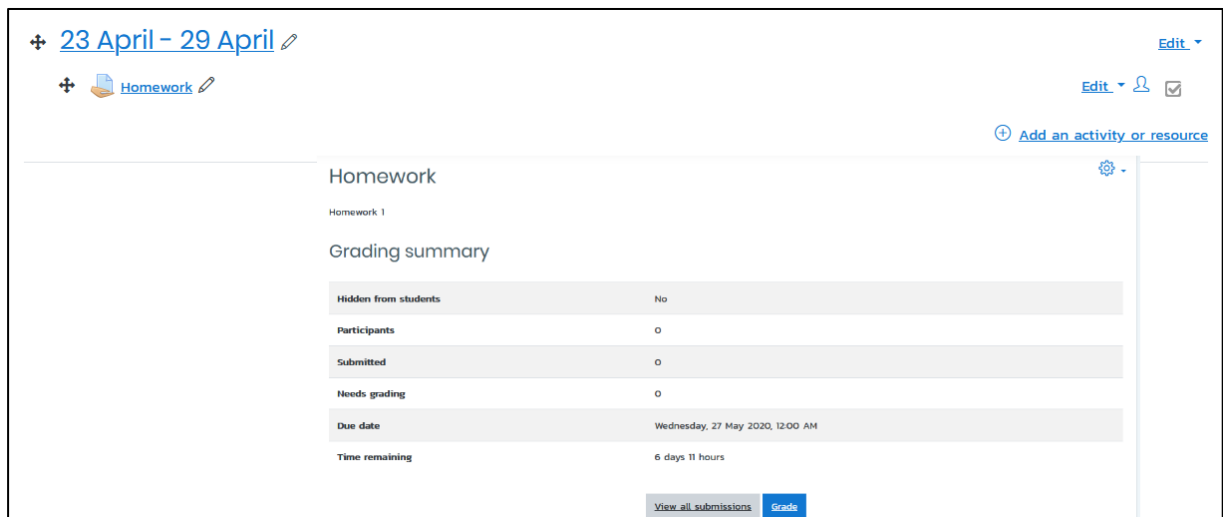 23 April - 29 April Edit
Homework Edit
Add an activity or resource
Homework
Homework 1
Grading summary
Hidden from students No
Participants 0
Submitted 0
Needs grading 0
Due date Wednesday, 27 May 2020, 12:00 AM
Time remaining 6 days 11 hours
View all submissions Grade